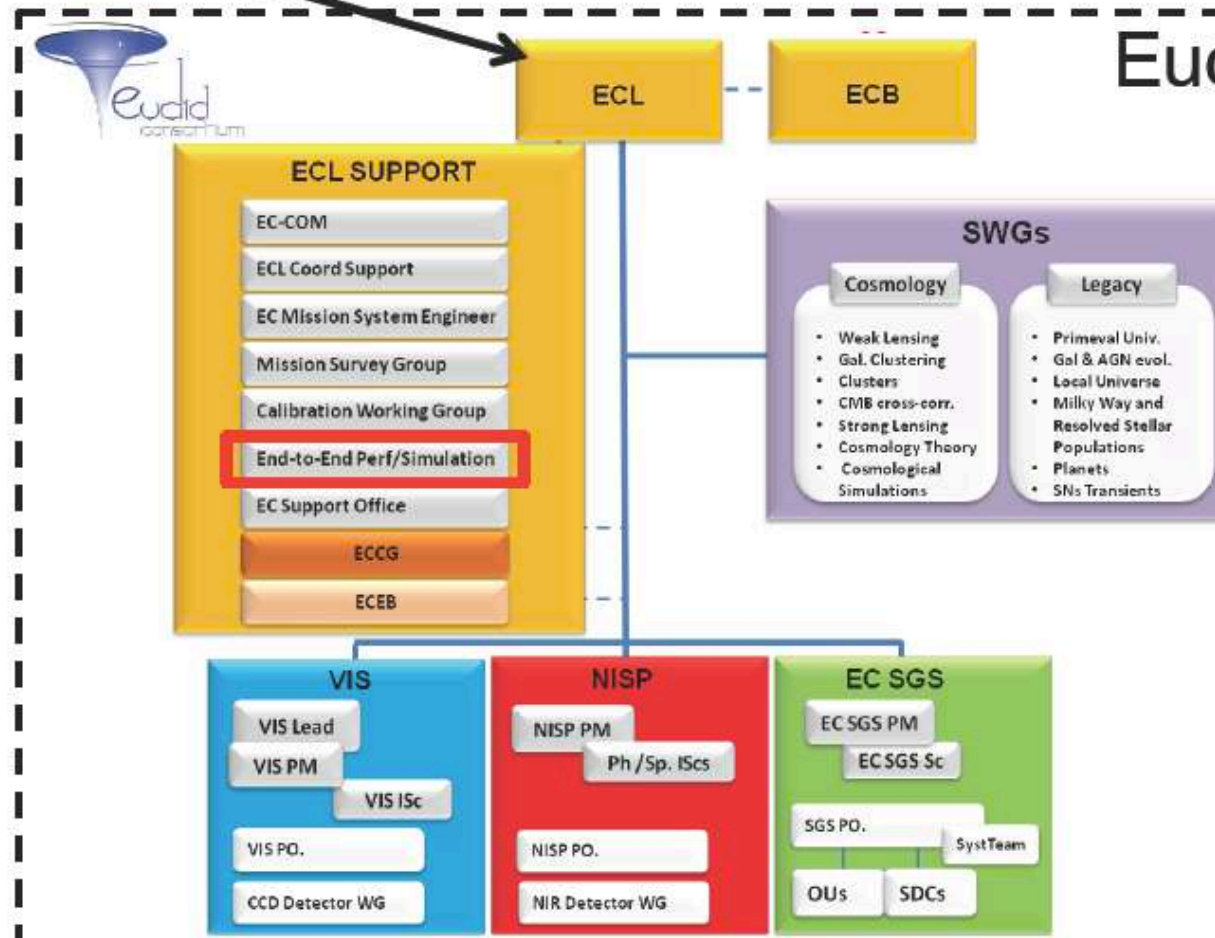 Euclid
consortium
Euc
ECL
ECB
ECL SUPPORT
EC-COM
ECL Coord Support
EC Mission System Engineer
Mission Survey Group
Calibration Working Group
End-to-End Perf/Simulation
EC Support Office
ECCG
ECEB
SWGs
Cosmology
• Weak Lensing
• Gal. Clustering
• Clusters
• CMB cross-corr.
• Strong Lensing
• Cosmology Theory
• Cosmological
Simulations
Legacy
• Primeval Univ.
• Gal & AGN evol.
• Local Universe
• Milky Way and
Resolved Stellar
Populations
• Planets
• SNs Transients
VIS
VIS Lead
VIS PM
VIS ISc
VIS PO.
CCD Detector WG
NISP
NISP PM
Ph /Sp. IScs
NISP PO.
NIR Detector WG
EC SGS
EC SGS PM
EC SGS Sc
SGS PO.
SystTeam
OUs
SDCs